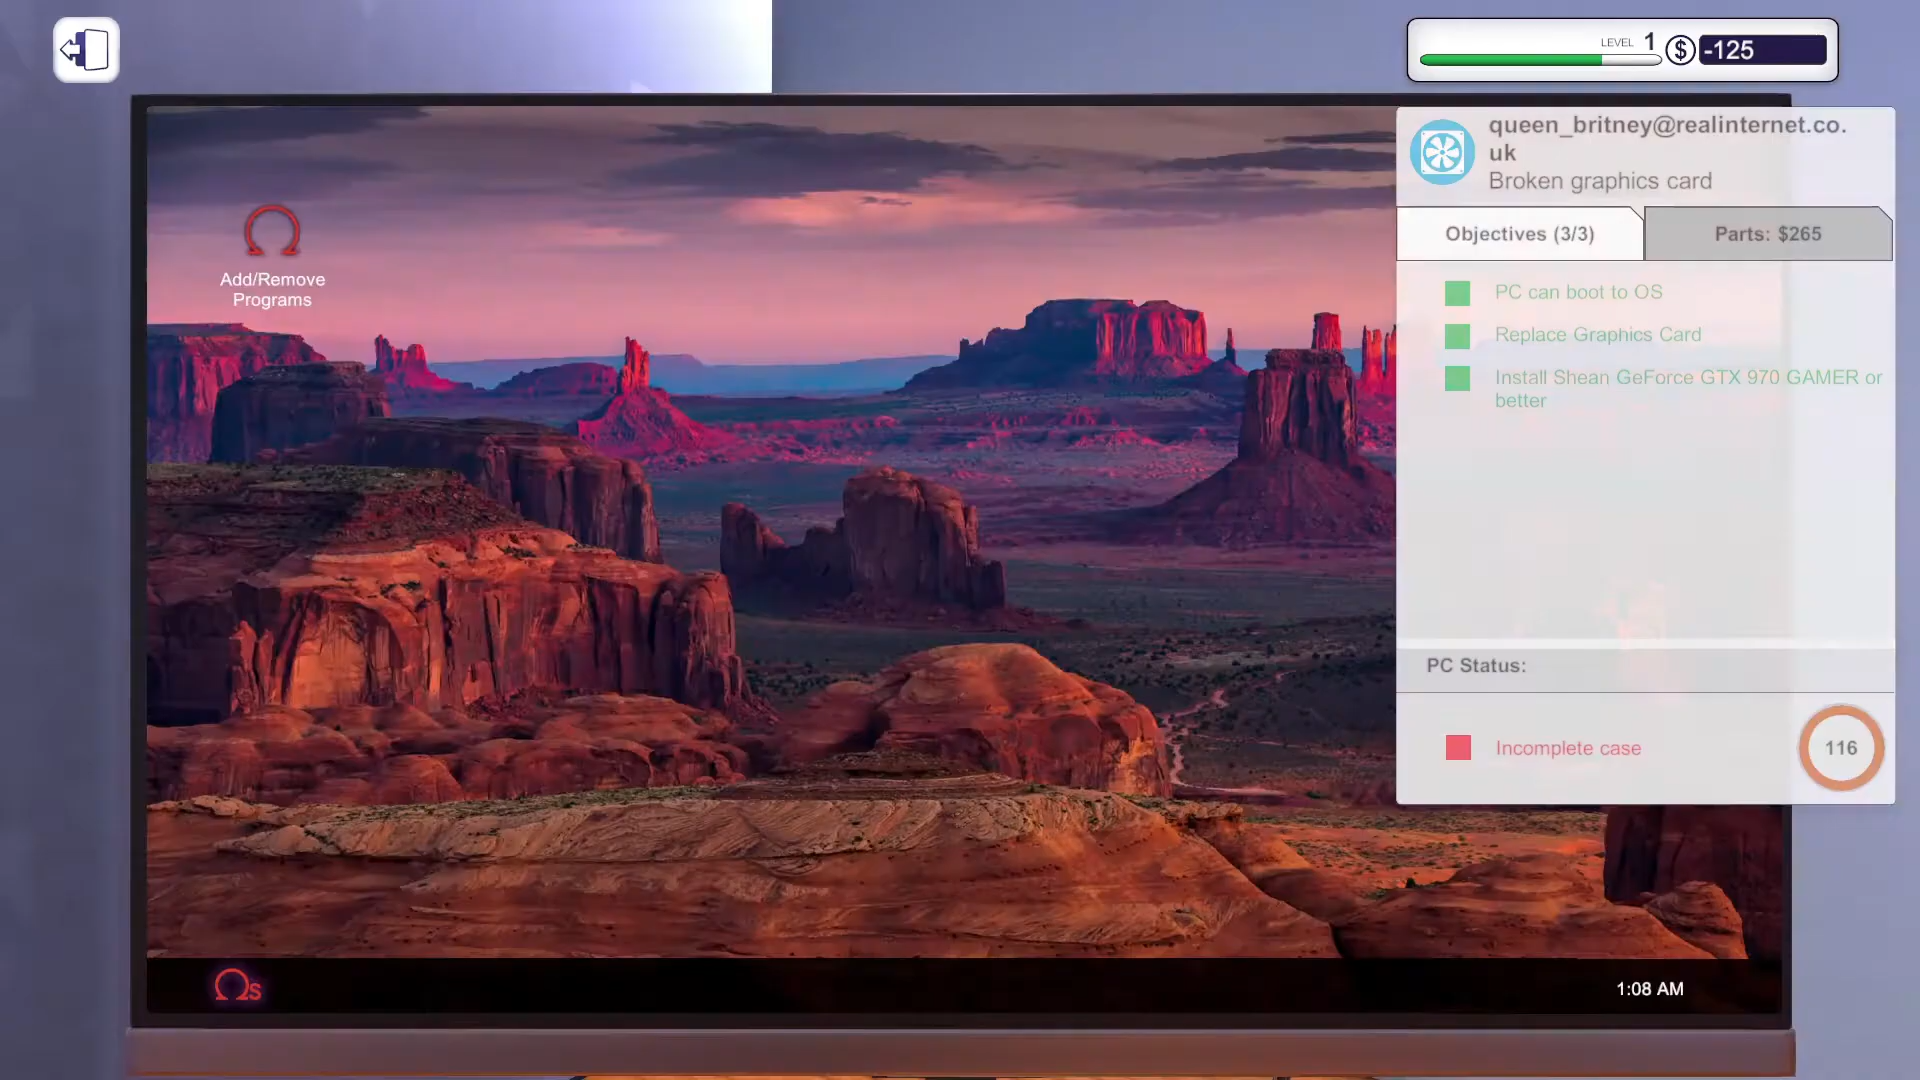 LEVEL 1
$ -125
queen_britney@realinternet.co.
uk
Broken graphics card
Objectives (3/3)
Parts: $265
PC can boot to OS
Replace Graphics Card
Install Shean GeForce GTX 970 GAMER or
better
PC Status:
Incomplete case
116
Add/Remove
Programs
Ωs
1:08 AM